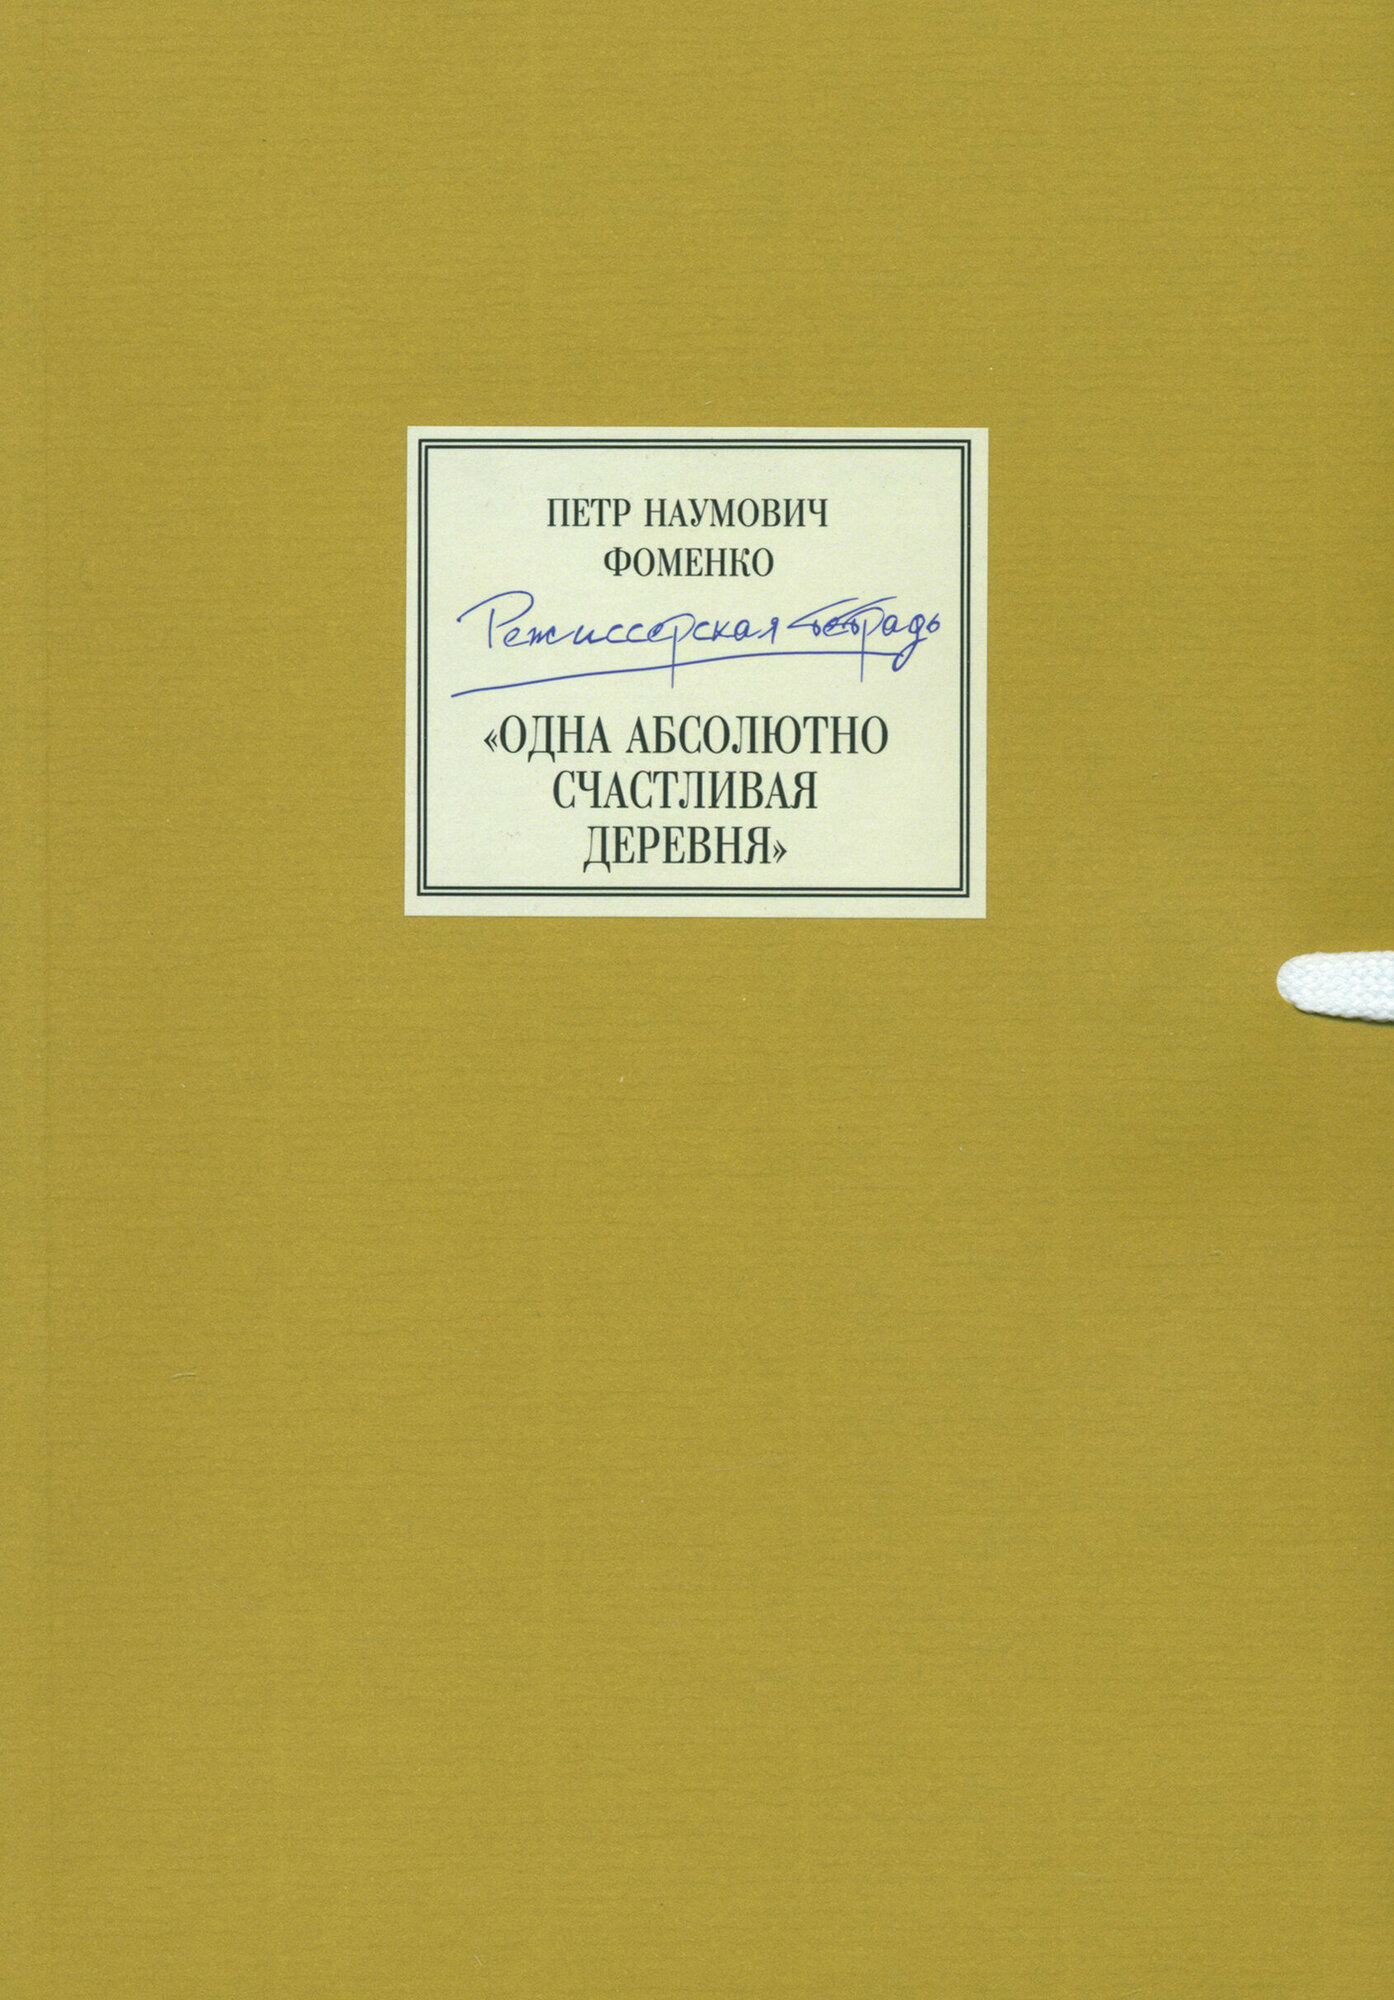 ПЕТР НАУМОВИЧ
ФОМЕНКО
Режиссерская тетрадь
«ОДНА АБСОЛЮТНО
СЧАСТЛИВАЯ
ДЕРЕВНЯ»